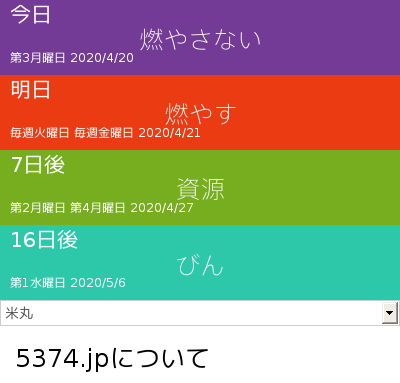 今日
燃やさない
第3月曜日 2020/4/20
明日
燃やす
毎週火曜日 毎週金曜日 2020/4/21
7日後
資源
第2月曜日 第4月曜日 2020/4/27
16日後
びん
第1水曜日 2020/5/6
米丸
5374.jpについて